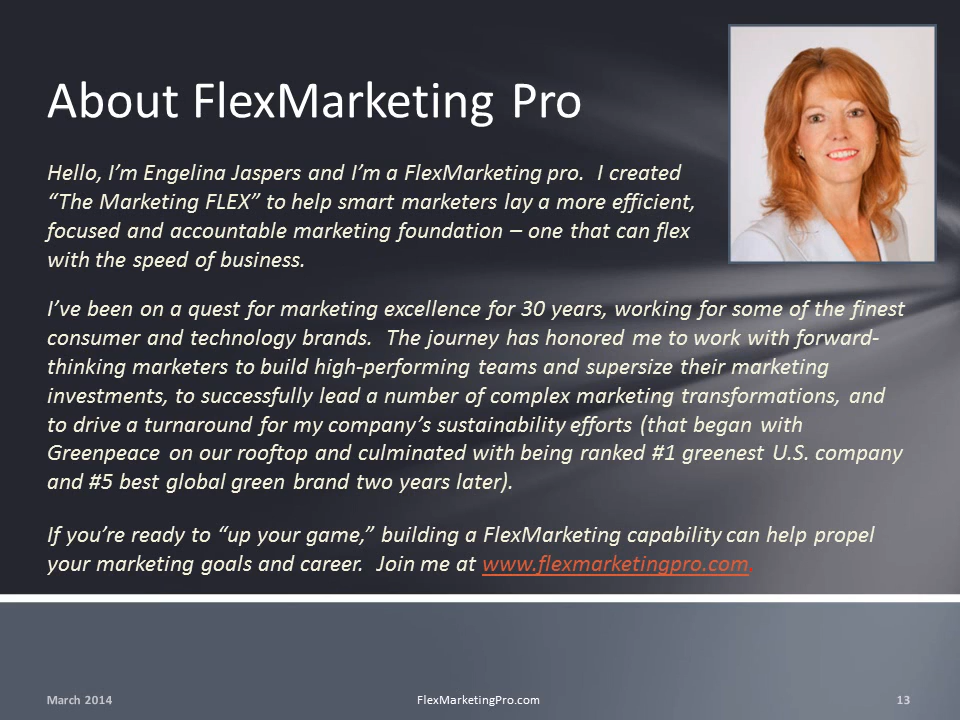 About FlexMarketing Pro
Hello, I’m Engelina Jaspers and I’m a FlexMarketing pro.  I created
“The Marketing FLEX” to help smart marketers lay a more efficient,
focused and accountable marketing foundation – one that can flex
with the speed of business.
I’ve been on a quest for marketing excellence for 30 years, working for some of the finest
consumer and technology brands.  The journey has honored me to work with forward-
thinking marketers to build high-performing teams and supersize their marketing
investments, to successfully lead a number of complex marketing transformations, and
to drive a turnaround for my company’s sustainability efforts (that began with
Greenpeace on our rooftop and culminated with being ranked #1 greenest U.S. company
and #5 best global green brand two years later).
If you’re ready to “up your game,” building a FlexMarketing capability can help propel
your marketing goals and career.  Join me at www.flexmarketingpro.com.
March 2014
FlexMarketingPro.com
13